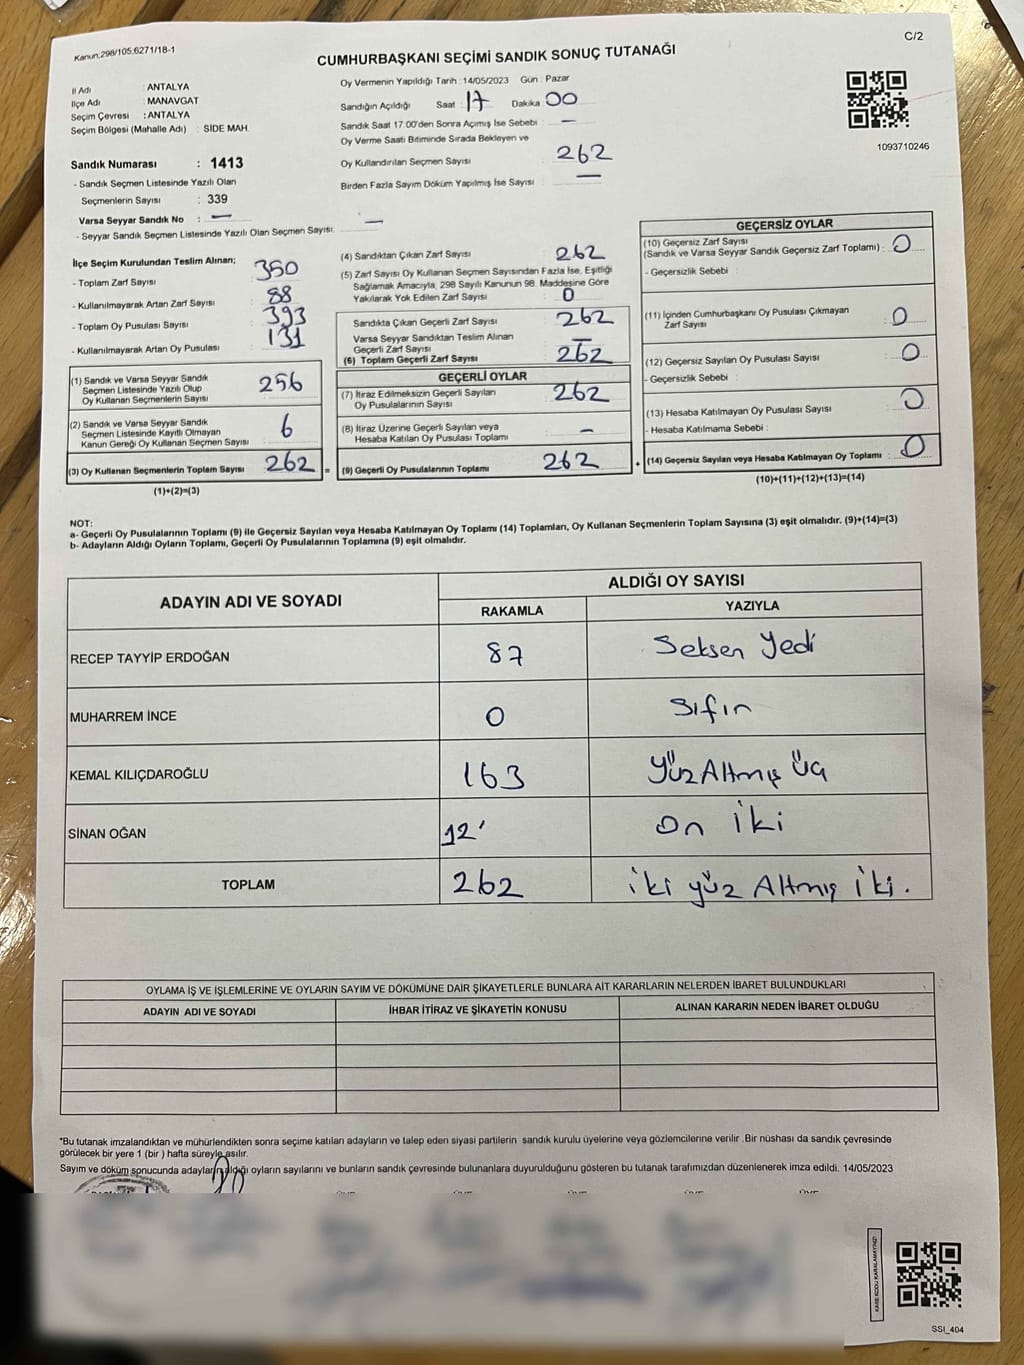 Kanun:298/105,6271/18-1
C/2
CUMHURBAŞKANI SEÇİMİ SANDIK SONUÇ TUTANAĞI
İl Adı : ANTALYA
İlçe Adı : MANAVGAT
Seçim Çevresi : ANTALYA
Seçim Bölgesi (Mahalle Adı) : SİDE MAH.
Sandık Numarası : 1413
- Sandık Seçmen Listesinde Yazılı Olan
Seçmenlerin Sayısı : 339
Varsa Seyyar Sandık No : —
- Seyyar Sandık Seçmen Listesinde Yazılı Olan Seçmen Sayısı: —
Oy Vermenin Yapıldığı Tarih :14/05/2023 Gün : Pazar
Sandığın Açıldığı Saat 17 Dakika 00
Sandık Saat 17:00'den Sonra Açımış İse Sebebi : —
Oy Verme Saati Bitiminde Sırada Bekleyen ve
Oy Kullandırılan Seçmen Sayısı : 262
Birden Fazla Sayım Döküm Yapılmış İse Sayısı : —
1093710246
İlçe Seçim Kurulundan Teslim Alınan;
- Toplam Zarf Sayısı : 350
- Kullanılmayarak Artan Zarf Sayısı : 88
- Toplam Oy Pusulası Sayısı : 393
- Kullanılmayarak Artan Oy Pusulası : 131
(1) Sandık ve Varsa Seyyar Sandık
Seçmen Listesinde Yazılı Olup
Oy Kullanan Seçmenlerin Sayısı : 256
(2) Sandık ve Varsa Seyyar Sandık
Seçmen Listesinde Kayıtlı Olmayan
Kanun Gereği Oy Kullanan Seçmen Sayısı : 6
(3) Oy Kullanan Seçmenlerin Toplam Sayısı : 262 =
(1)+(2)=(3)
(4) Sandıktan Çıkan Zarf Sayısı : 262
(5) Zarf Sayısı Oy Kullanan Seçmen Sayısından Fazla İse, Eşitliği
Sağlamak Amacıyla, 298 Sayılı Kanunun 98. Maddesine Göre
Yakılarak Yok Edilen Zarf Sayısı : 0
Sandıkta Çıkan Geçerli Zarf Sayısı : 262
Varsa Seyyar Sandıktan Teslim Alınan
Geçerli Zarf Sayısı : —
(6) Toplam Geçerli Zarf Sayısı : 262
GEÇERLİ OYLAR
(7) İtiraz Edilmeksizin Geçerli Sayılan
Oy Pusulalarının Sayısı : 262
(8) İtiraz Üzerine Geçerli Sayılan veya
Hesaba Katılan Oy Pusulası Toplamı : —
(9) Geçerli Oy Pusulalarının Toplamı : 262 +
GEÇERSİZ OYLAR
(10) Geçersiz Zarf Sayısı
(Sandık ve Varsa Seyyar Sandık Geçersiz Zarf Toplamı) : 0
- Geçersizlik Sebebi :
(11) İçinden Cumhurbaşkanı Oy Pusulası Çıkmayan
Zarf Sayısı : 0
(12) Geçersiz Sayılan Oy Pusulası Sayısı : 0
- Geçersizlik Sebebi :
(13) Hesaba Katılmayan Oy Pusulası Sayısı : 0
- Hesaba Katılmama Sebebi :
(14) Geçersiz Sayılan veya Hesaba Katılmayan Oy Toplamı : 0
(10)+(11)+(12)+(13)=(14)
NOT:
a- Geçerli Oy Pusulalarının Toplamı (9) ile Geçersiz Sayılan veya Hesaba Katılmayan Oy Toplamı (14) Toplamları, Oy Kullanan Seçmenlerin Toplam Sayısına (3) eşit olmalıdır. (9)+(14)=(3)
b- Adayların Aldığı Oyların Toplamı, Geçerli Oy Pusulalarının Toplamına (9) eşit olmalıdır.
ADAYIN ADI VE SOYADI
ALDIĞI OY SAYISI
RAKAMLA YAZIYLA
RECEP TAYYİP ERDOĞAN 87 Seksen Yedi
MUHARREM İNCE 0 Sıfır
KEMAL KILIÇDAROĞLU 163 YüzAltmış Üç
SİNAN OĞAN 12 On iki
TOPLAM 262 iki yüz Altmış iki.
OYLAMA İŞ VE İŞLEMLERİNE VE OYLARIN SAYIM VE DÖKÜMÜNE DAİR ŞİKAYETLERLE BUNLARA AİT KARARLARIN NELERDEN İBARET BULUNDUKLARI
ADAYIN ADI VE SOYADI İHBAR İTİRAZ VE ŞİKAYETİN KONUSU ALINAN KARARIN NEDEN İBARET OLDUĞU
*Bu tutanak imzalandıktan ve mühürlendikten sonra seçime katılan adayların ve talep eden siyasi partilerin sandık kurulu üyelerine veya gözlemcilerine verilir .Bir nüshası da sandık çevresinde
görülecek bir yere 1 (bir ) hafta süreyle asılır.
Sayım ve döküm sonucunda adayların aldığı oyların sayılarını ve bunların sandık çevresinde bulunanlara duyurulduğunu gösteren bu tutanak tarafımızdan düzenlenerek imza edildi. 14/05/2023
KARE KODU KARALAMAYINIZ!
SSI_404